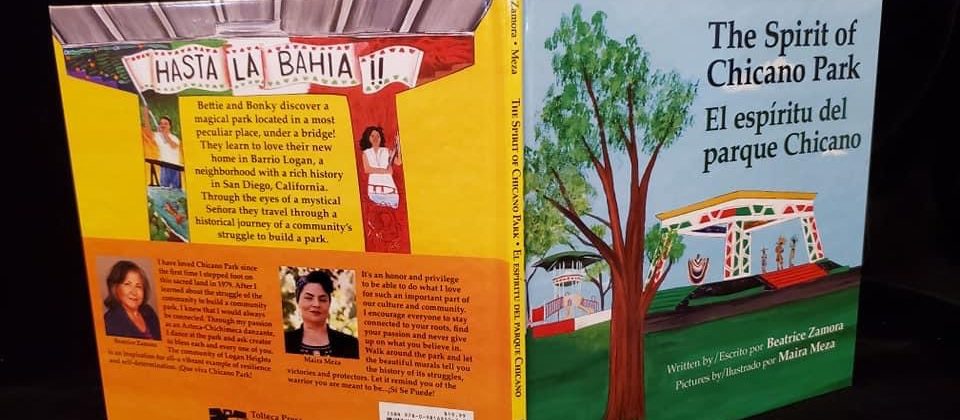 HASTA LA BAHIA !!
Bettie and Bonky discover a
magical park located in a most
peculiar place, under a bridge!
They learn to love their new
home in Barrio Logan, a
neighborhood with a rich history
in San Diego, California.
Through the eyes of a mystical
Señora they travel through a
historical journey of a community's
struggle to build a park.
I have loved Chicano Park since
the first time I stepped foot on
this sacred land in 1979. After I
learned about the struggle of the
community to build a community
park, I knew that I would always
be connected. Through my passion
as an Azteca-Chichimeca danzante,
I dance at the park and ask creator
to bless each and every one of you.
The community of Logan Heights
is an inspiration for all-a vibrant example of resilience
and self-determination. ¡Que viva Chicano Park!
Beatrice Zamora
It's an honor and privilege
to be able to do what I love
for such an important part of
our culture and community.
I encourage everyone to stay
connected to your roots, find
your passion and never give
up on what you believe in.
Walk around the park and let
the beautiful murals tell you
the history of its struggles,
victories and protectors. Let it remind you of the
warrior you are meant to be...¡Sí Se Puede!
Maira Meza
Tolteca
ISBN
Zamora • Meza The Spirit of Chicano Park • El espíritu del parque Chicano
The Spirit of
Chicano Park
El espíritu del
parque Chicano
Written by/Escrito por Beatrice Zamora
Pictures by/Ilustrado por Maira Meza